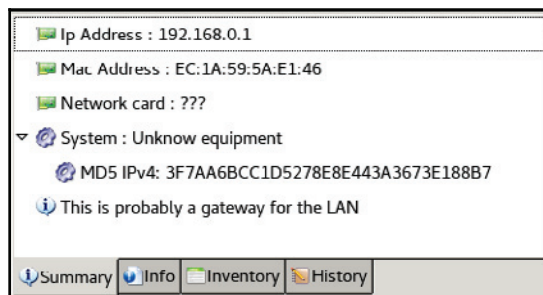 Ip Address : 192.168.0.1
Mac Address : EC:1A:59:5A:E1:46
Network card : ???
System : Unknow equipment
MD5 IPv4: 3F7AA6BCC1D5278E8E443A3673E188B7
This is probably a gateway for the LAN
Summary Info Inventory History